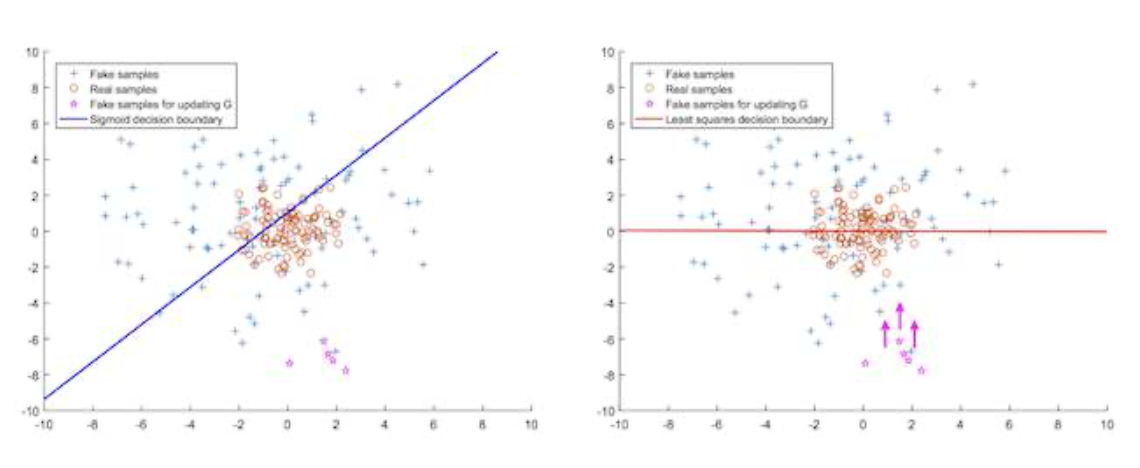 10
8
6
4
2
0
-2
-4
-6
-8
-10
-10 -8 -6 -4 -2 0 2 4 6 8 10
Fake samples
Real samples
Fake samples for updating G
Sigmoid decision boundary
10
8
6
4
2
0
-2
-4
-6
-8
-10
-10 -8 -6 -4 -2 0 2 4 6 8 10
Fake samples
Real samples
Fake samples for updating G
Least squares decision boundary